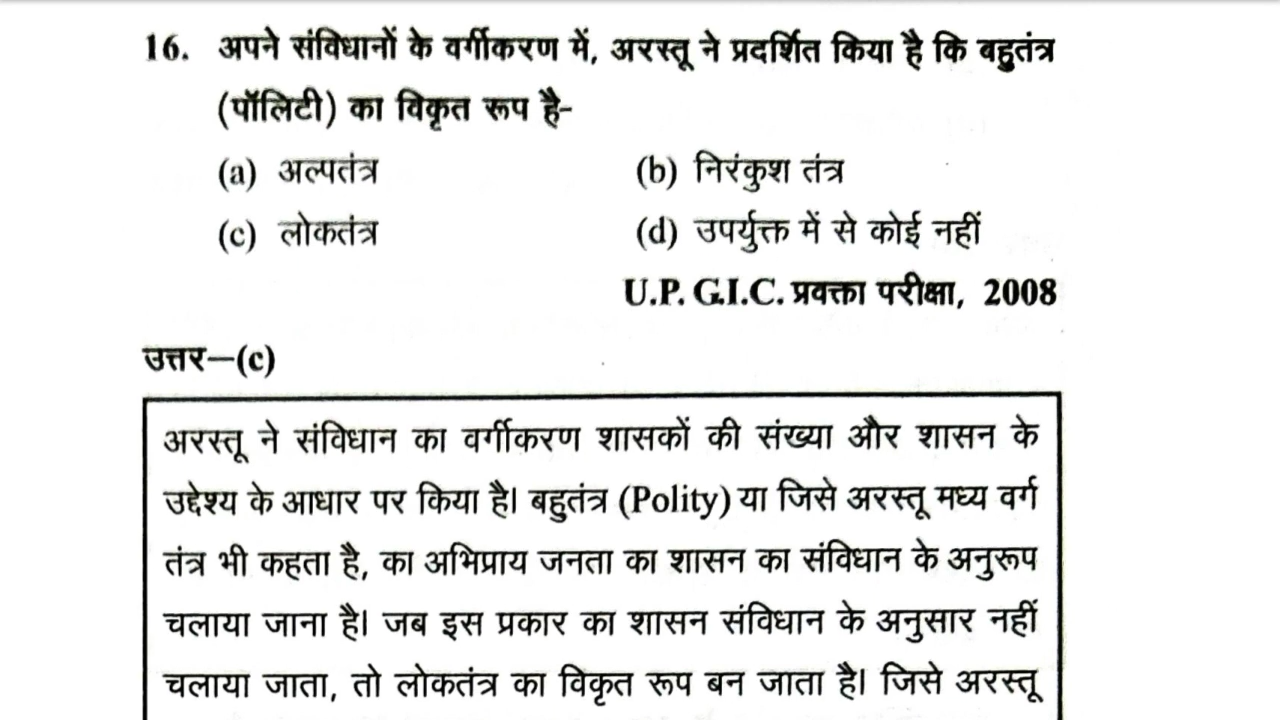 16. अपने संविधानों के वर्गीकरण में, अरस्तू ने प्रदर्शित किया है कि बहुतंत्र
(पॉलिटी) का विकृत रूप है-
(a) अल्पतंत्र (b) निरंकुश तंत्र
(c) लोकतंत्र (d) उपर्युक्त में से कोई नहीं
U.P. G.I.C. प्रवक्ता परीक्षा, 2008
उत्तर—(c)
अरस्तू ने संविधान का वर्गीकरण शासकों की संख्या और शासन के
उद्देश्य के आधार पर किया है। बहुतंत्र (Polity) या जिसे अरस्तू मध्य वर्ग
तंत्र भी कहता है, का अभिप्राय जनता का शासन का संविधान के अनुरूप
चलाया जाना है। जब इस प्रकार का शासन संविधान के अनुसार नहीं
चलाया जाता, तो लोकतंत्र का विकृत रूप बन जाता है। जिसे अरस्तू